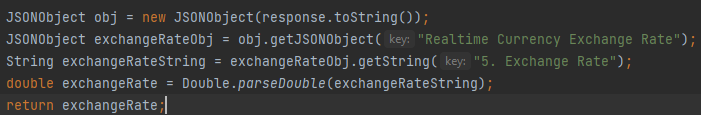 JSONObject obj = new JSONObject(response.toString());
JSONObject exchangeRateObj = obj.getJSONObject( key: "Realtime Currency Exchange Rate");
String exchangeRateString = exchangeRateObj.getString( key: "5. Exchange Rate");
double exchangeRate = Double.parseDouble(exchangeRateString);
return exchangeRate;